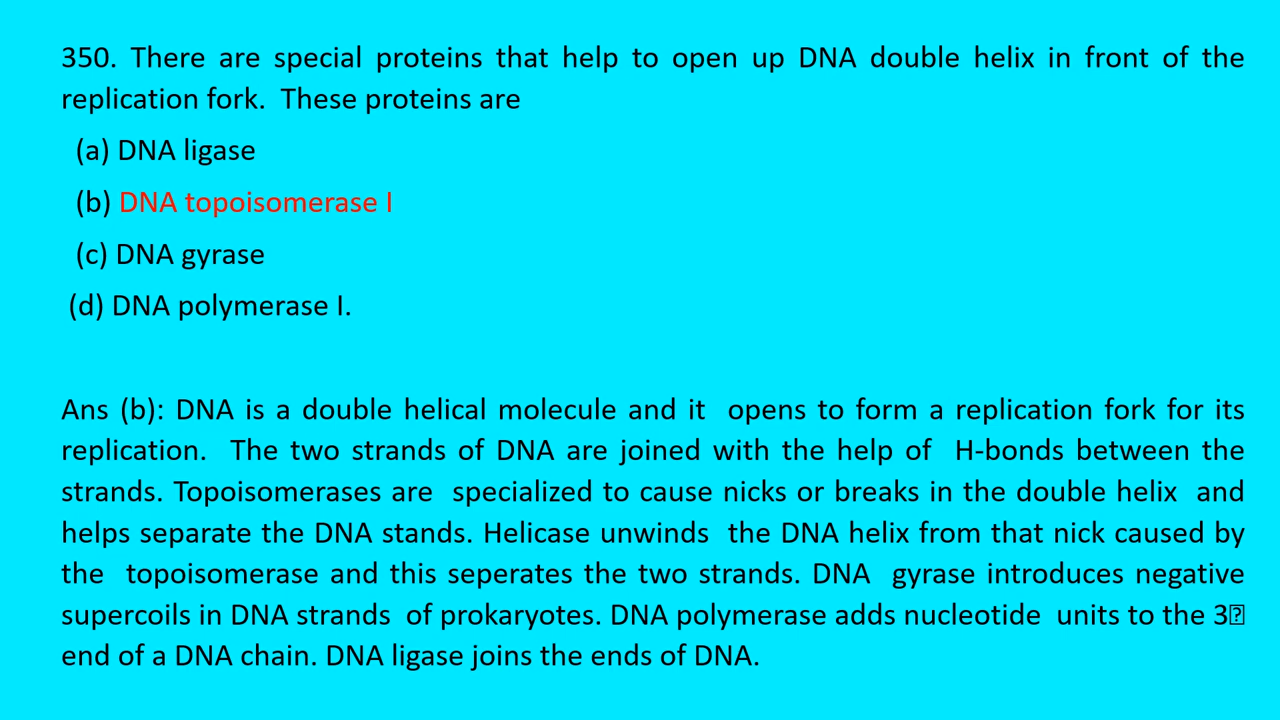 350. There are special proteins that help to open up DNA double helix in front of the
replication fork. These proteins are
(a) DNA ligase
(b) DNA topoisomerase I
(c) DNA gyrase
(d) DNA polymerase I.
Ans (b): DNA is a double helical molecule and it opens to form a replication fork for its
replication. The two strands of DNA are joined with the help of H-bonds between the
strands. Topoisomerases are specialized to cause nicks or breaks in the double helix and
helps separate the DNA stands. Helicase unwinds the DNA helix from that nick caused by
the topoisomerase and this seperates the two strands. DNA gyrase introduces negative
supercoils in DNA strands of prokaryotes. DNA polymerase adds nucleotide units to the 3
end of a DNA chain. DNA ligase joins the ends of DNA.